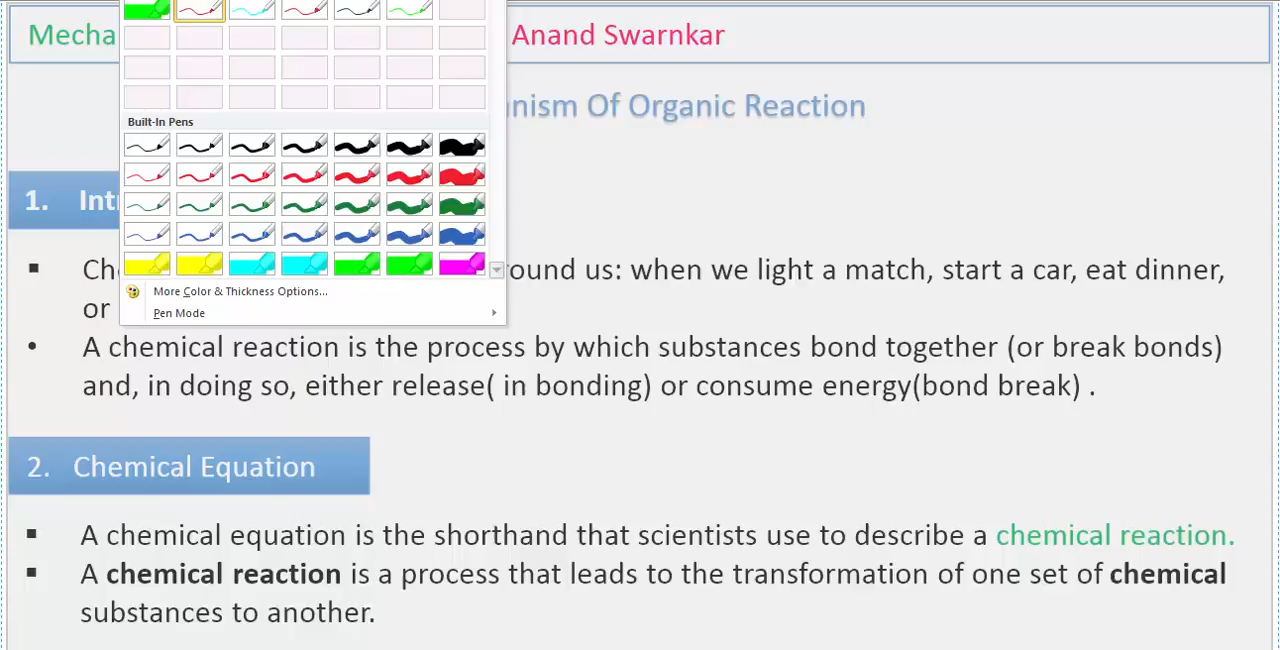 Mecha Anand Swarnkar
nism Of Organic Reaction
Built-In Pens
1. Int
▪ Ch round us: when we light a match, start a car, eat dinner,
or
More Color & Thickness Options...
Pen Mode
• A chemical reaction is the process by which substances bond together (or break bonds)
and, in doing so, either release( in bonding) or consume energy(bond break) .
2. Chemical Equation
▪ A chemical equation is the shorthand that scientists use to describe a chemical reaction.
▪ A chemical reaction is a process that leads to the transformation of one set of chemical
substances to another.